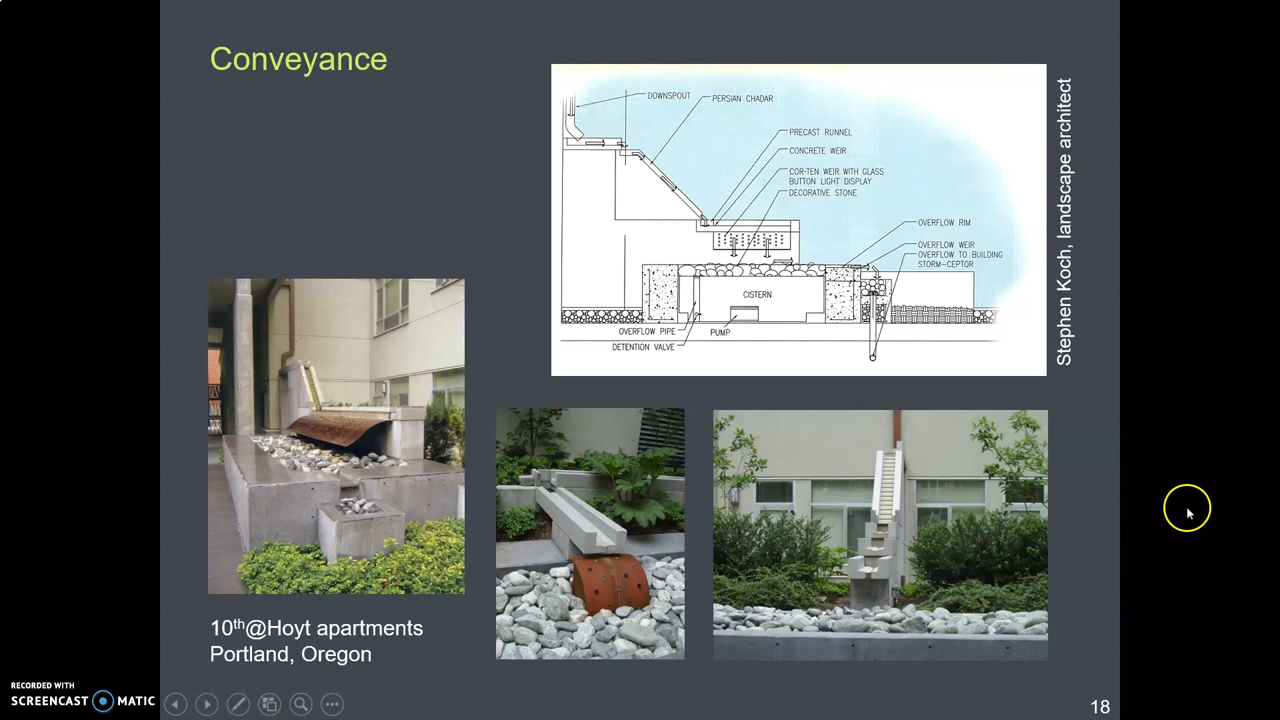 Conveyance
DOWNSPOUT
PERSIAN CHADAR
PRECAST RUNNEL
CONCRETE WEIR
COR-TEN WEIR WITH GLASS
BUTTON LIGHT DISPLAY
DECORATIVE STONE
OVERFLOW RIM
OVERFLOW WEIR
OVERFLOW TO BUILDING
STORM-CEPTOR
CISTERN
OVERFLOW PIPE
PUMP
DETENTION VALVE
Stephen Koch, landscape architect
10th@Hoyt apartments
Portland, Oregon
RECORDED WITH
SCREENCAST MATIC
18